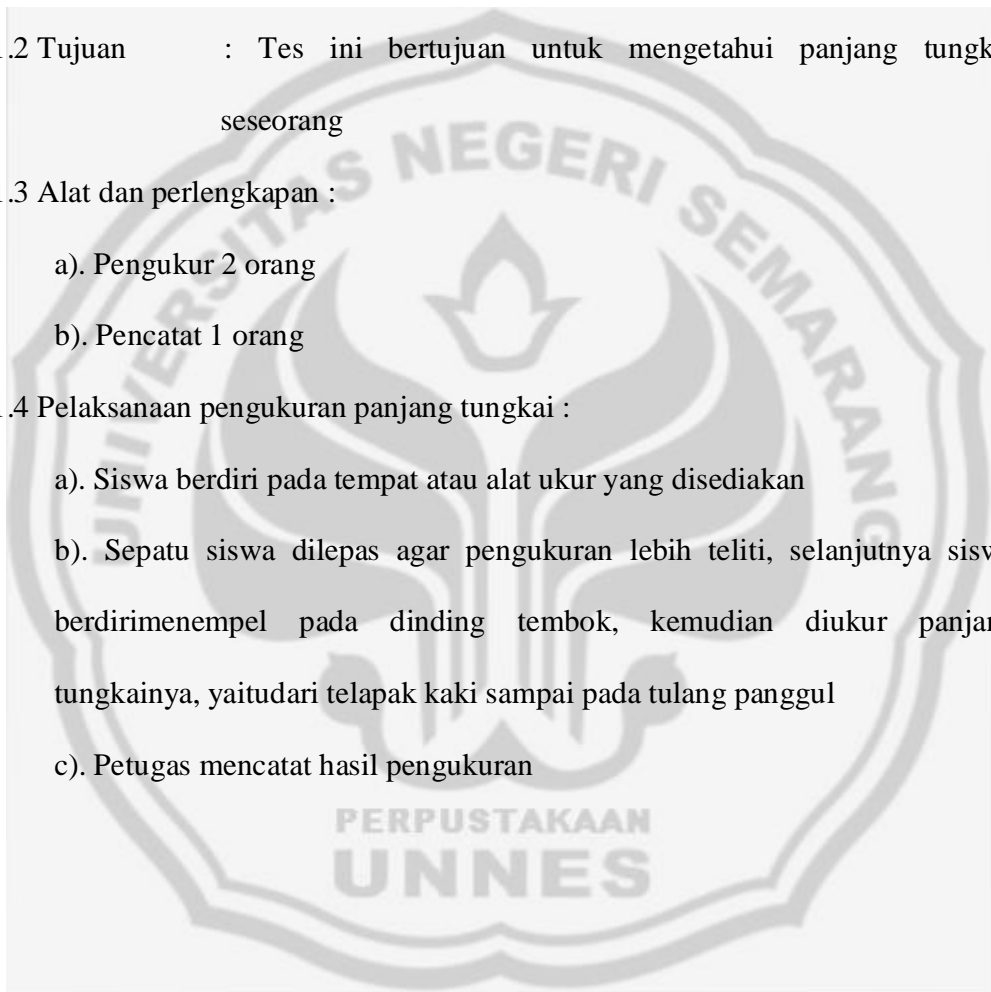 .2 Tujuan : Tes ini bertujuan untuk mengetahui panjang tungk
seseorang
.3 Alat dan perlengkapan :
a). Pengukur 2 orang
b). Pencatat 1 orang
.4 Pelaksanaan pengukuran panjang tungkai :
a). Siswa berdiri pada tempat atau alat ukur yang disediakan
b). Sepatu siswa dilepas agar pengukuran lebih teliti, selanjutnya sisw
berdirimenempel pada dinding tembok, kemudian diukur panjan
tungkainya, yaitudari telapak kaki sampai pada tulang panggul
c). Petugas mencatat hasil pengukuran
UNIVERSITAS NEGERI SEMARANG
PERPUSTAKAAN
UNNES